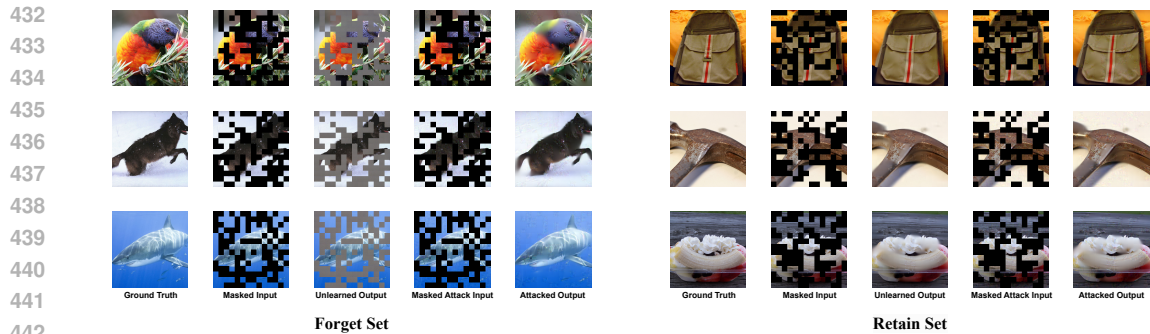 432
433
434
435
436
437
438
439
440
441
442
Ground Truth Masked Input Unlearned Output Masked Attack Input Attacked Output
Ground Truth Masked Input Unlearned Output Masked Attack Input Attacked Output
Forget Set
Retain Set